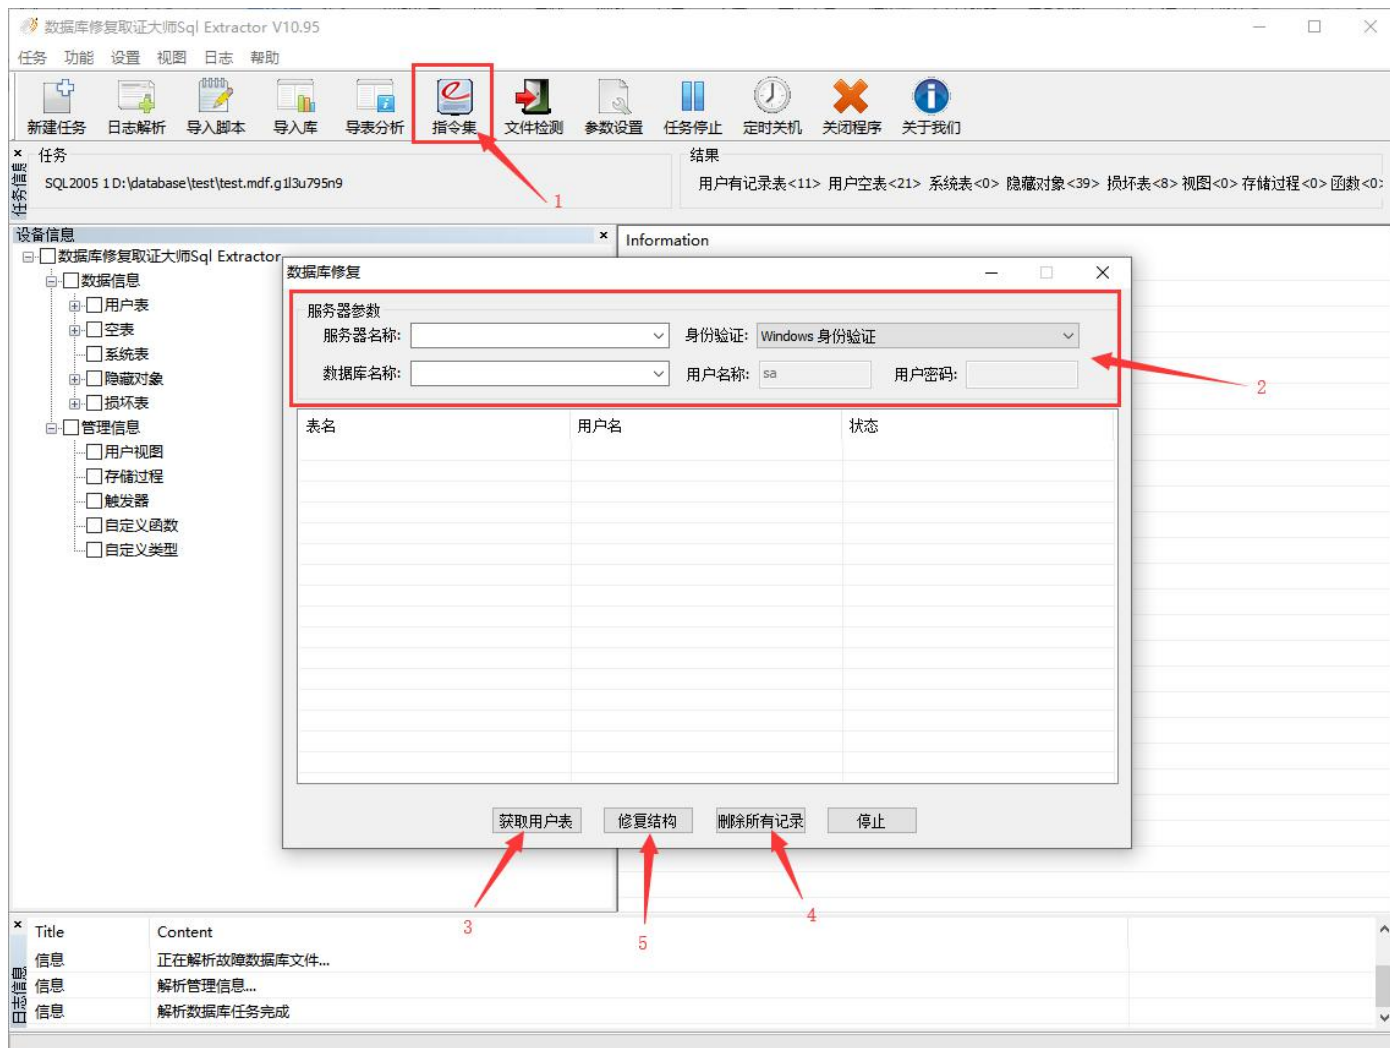 数据库修复取证大师Sql Extractor V10.95
任务 功能 设置 视图 日志 帮助
新建任务 日志解析 导入脚本 导入库 导表分析 指令集 文件检测 参数设置 任务停止 定时关机 关闭程序 关于我们
1
任务信息
任务
SQL2005 1 D:\database\test\test.mdf.g1l3u795n9
结果
用户有记录表<11> 用户空表<21> 系统表<0> 隐藏对象<39> 损坏表<8> 视图<0> 存储过程<0> 函数<0>
设备信息
数据库修复取证大师Sql Extractor
数据信息
用户表
空表
系统表
隐藏对象
损坏表
管理信息
用户视图
存储过程
触发器
自定义函数
自定义类型
Information
数据库修复
服务器参数
服务器名称: 身份验证: Windows 身份验证
数据库名称: 用户名称: sa 用户密码:
2
表名 用户名 状态
获取用户表 修复结构 删除所有记录 停止
3 5 4
日志信息
Title Content
信息 正在解析故障数据库文件...
信息 解析管理信息...
信息 解析数据库任务完成